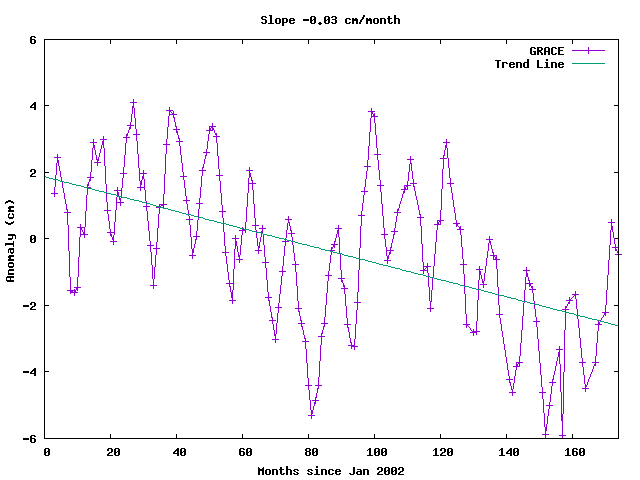 Slope -0.03 cm/month
GRACE
Trend Line
6
4
2
0
-2
-4
-6
Anomaly (cm)
0 20 40 60 80 100 120 140 160
Months since Jan 2002